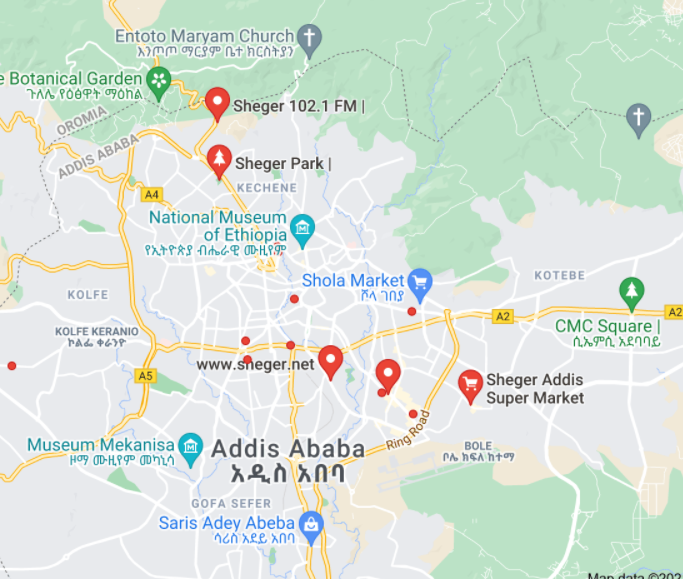 Entoto Maryam Church
እንጦጦ ማርያም ቤተ ክርስትያን
e Botanical Garden
ጉለሌ የዕፅዋት ማዕከል
Sheger 102.1 FM |
OROMIA
ADDIS ABABA
Sheger Park |
KECHENE
A4
National Museum
of Ethiopia
የኢትዮጵያ ብሔራዊ ሙዚየም
Shola Market
ሾላ ገበያ
KOTEBE
KOLFE
A2
A2
CMC Square |
ሲኤምሲ አደባባይ
KOLFE KERANIO
ኮልፌ ቀራንዮ
www.sheger.net
A5
Sheger Addis
Super Market
Ring Road
Museum Mekanisa
ዞማ ሙዚየም መካኒሳ
Addis Ababa
አዲስ አበባ
BOLE
ቦሌ ክፍለ ከተማ
GOFA SEFER
Saris Adey Abeba
ሳሪስ አደይ አበባ
Map data ©202